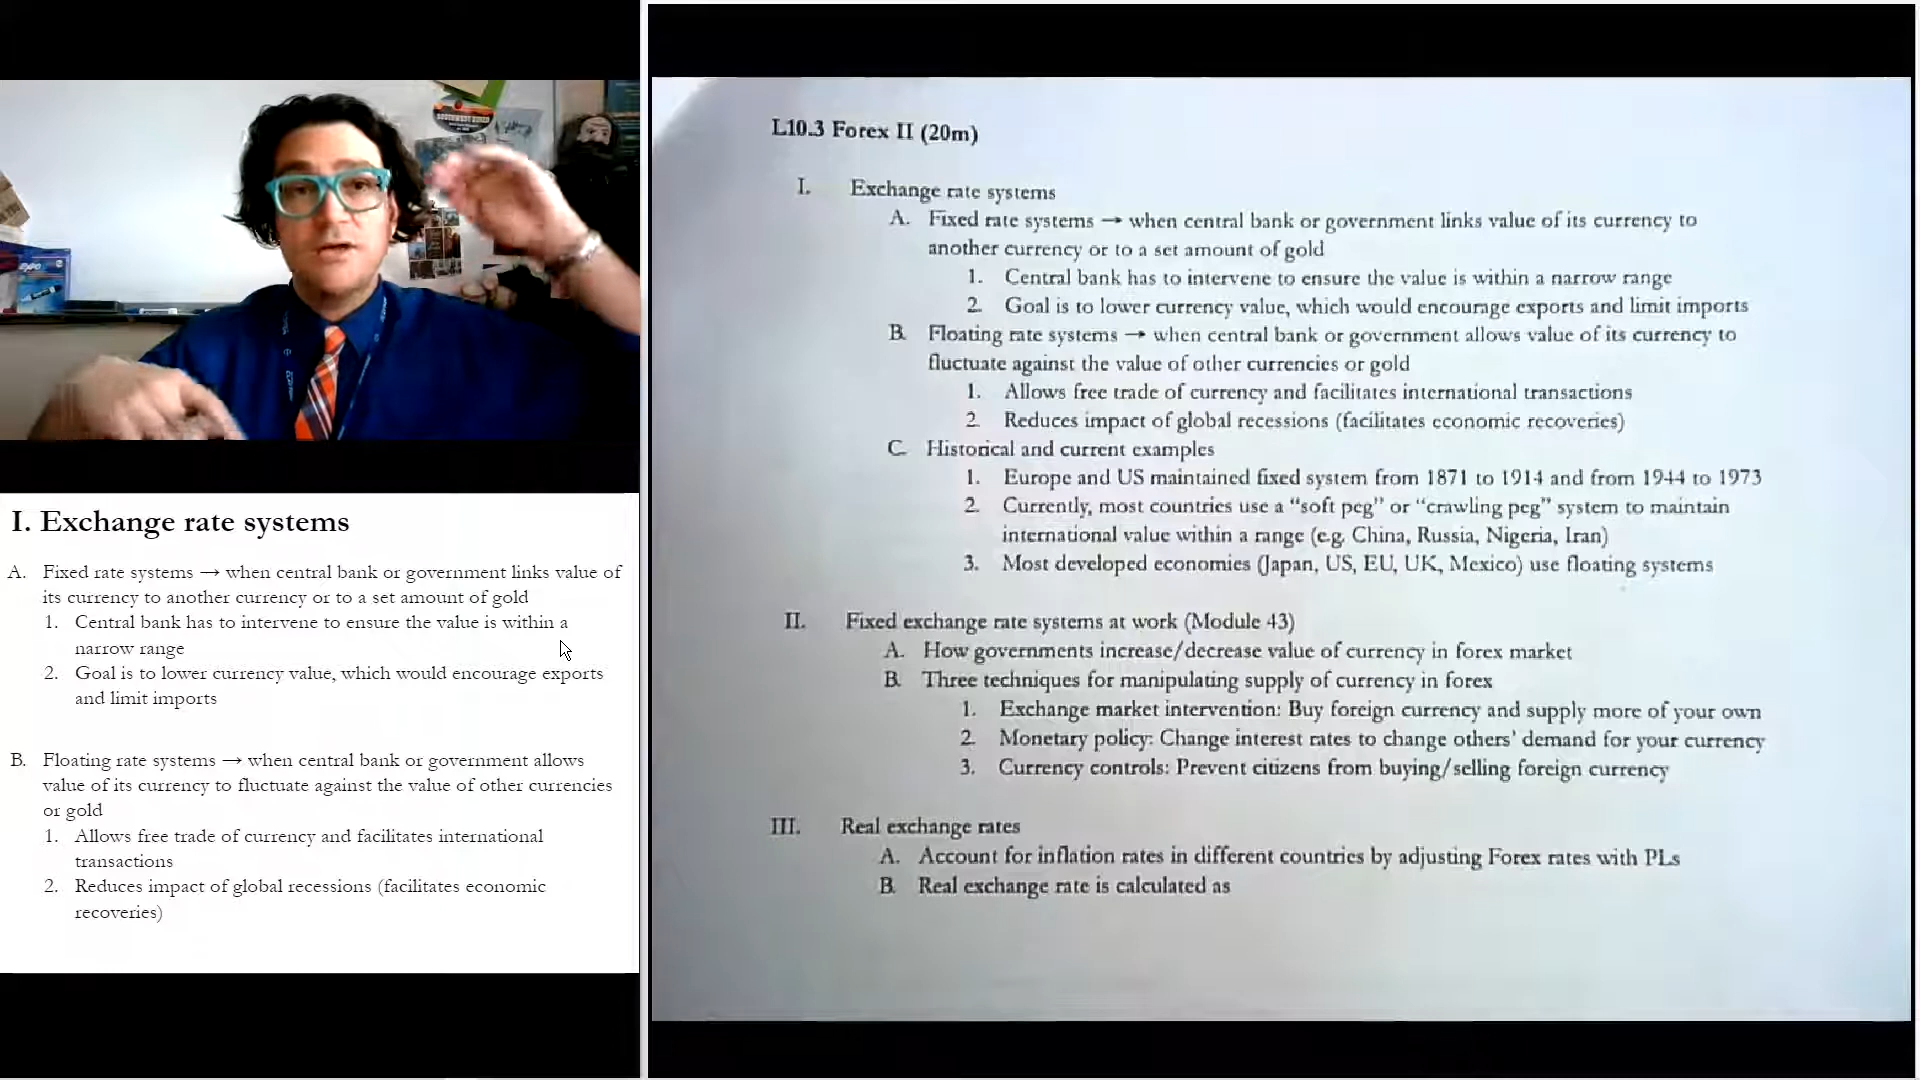 SOUTHWEST RIVER
expo
I. Exchange rate systems
A. Fixed rate systems → when central bank or government links value of
its currency to another currency or to a set amount of gold
1. Central bank has to intervene to ensure the value is within a
narrow range
2. Goal is to lower currency value, which would encourage exports
and limit imports
B. Floating rate systems → when central bank or government allows
value of its currency to fluctuate against the value of other currencies
or gold
1. Allows free trade of currency and facilitates international
transactions
2. Reduces impact of global recessions (facilitates economic
recoveries)
L10.3 Forex II (20m)
I. Exchange rate systems
A. Fixed rate systems → when central bank or government links value of its currency to
another currency or to a set amount of gold
1. Central bank has to intervene to ensure the value is within a narrow range
2. Goal is to lower currency value, which would encourage exports and limit imports
B. Floating rate systems → when central bank or government allows value of its currency to
fluctuate against the value of other currencies or gold
1. Allows free trade of currency and facilitates international transactions
2. Reduces impact of global recessions (facilitates economic recoveries)
C. Historical and current examples
1. Europe and US maintained fixed system from 1871 to 1914 and from 1944 to 1973
2. Currently, most countries use a “soft peg” or “crawling peg” system to maintain
international value within a range (e.g. China, Russia, Nigeria, Iran)
3. Most developed economies (Japan, US, EU, UK, Mexico) use floating systems
II. Fixed exchange rate systems at work (Module 43)
A. How governments increase/decrease value of currency in forex market
B. Three techniques for manipulating supply of currency in forex
1. Exchange market intervention: Buy foreign currency and supply more of your own
2. Monetary policy: Change interest rates to change others’ demand for your currency
3. Currency controls: Prevent citizens from buying/selling foreign currency
III. Real exchange rates
A. Account for inflation rates in different countries by adjusting Forex rates with PLs
B. Real exchange rate is calculated as